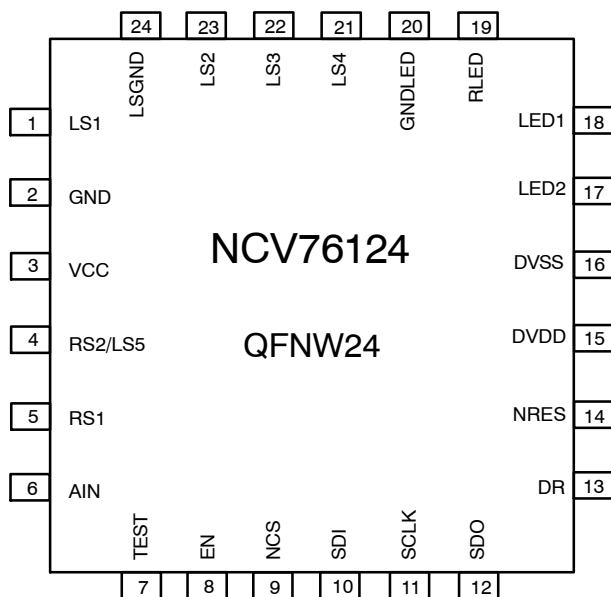 24 23 22 21 20 19
LSGND LS2 LS3 LS4 GNDLED RLED
1 LS1 LED1 18
2 GND LED2 17
NCV76124
3 VCC DVSS 16
4 RS2/LS5 DVDD 15
QFNW24
5 RS1 NRES 14
6 AIN DR 13
TEST EN NCS SDI SCLK SDO
7 8 9 10 11 12